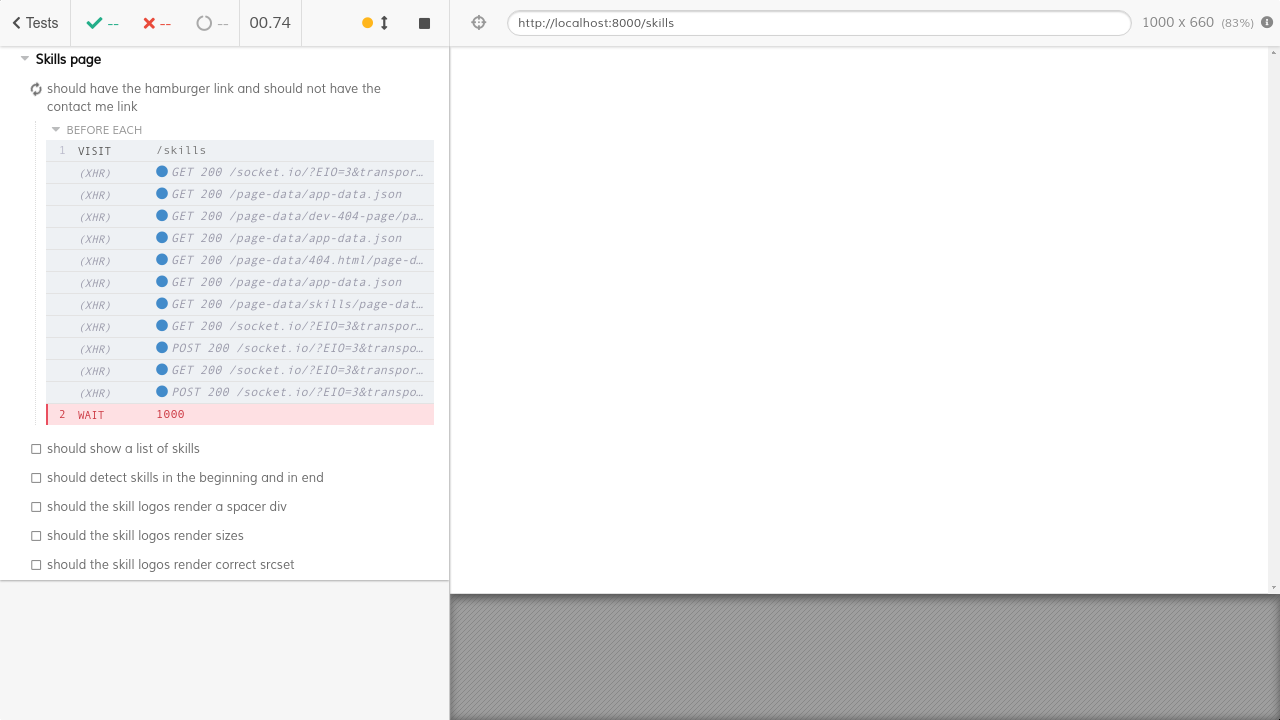 Tests
--
--
--
00.74
http://localhost:8000/skills
1000 x 660 (83%)
Skills page
should have the hamburger link and should not have the
contact me link
BEFORE EACH
1 VISIT /skills
(XHR) GET 200 /socket.io/?EIO=3&transpor…
(XHR) GET 200 /page-data/app-data.json
(XHR) GET 200 /page-data/dev-404-page/pa…
(XHR) GET 200 /page-data/app-data.json
(XHR) GET 200 /page-data/404.html/page-d…
(XHR) GET 200 /page-data/app-data.json
(XHR) GET 200 /page-data/skills/page-dat…
(XHR) GET 200 /socket.io/?EIO=3&transpor…
(XHR) POST 200 /socket.io/?EIO=3&transpo…
(XHR) GET 200 /socket.io/?EIO=3&transpor…
(XHR) POST 200 /socket.io/?EIO=3&transpo…
2 WAIT 1000
should show a list of skills
should detect skills in the beginning and in end
should the skill logos render a spacer div
should the skill logos render sizes
should the skill logos render correct srcset